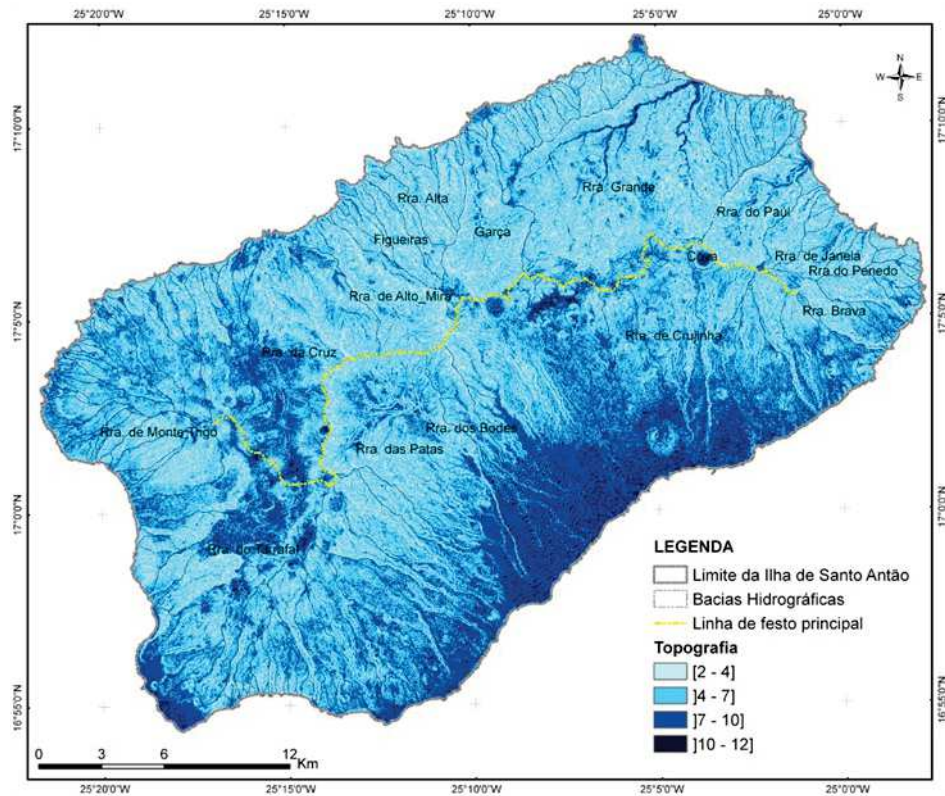 25°20'0"W 25°15'0"W 25°10'0"W 25°5'0"W 25°0'0"W
N
W E
S
17°10'0"N 17°10'0"N
Rra. Alta
Rra. Grande
Rra. do Paúl
Figueiras
Garça
Cova
Rra. de Janela
Rra do Penedo
Rra. de Alto_Mira
Rra. Brava
17°5'0"N 17°5'0"N
Rra. de Crujinha
Rra. da Cruz
Rra. de Monte Trigo
Rra. dos Bodes
Rra. das Patas
17°0'0"N 17°0'0"N
Rra. do Tarrafal
LEGENDA
Limite da Ilha de Santo Antão
Bacias Hidrográficas
Linha de festo principal
Topografia
]2 - 4]
]4 - 7]
]7 - 10]
]10 - 12]
16°55'0"N 16°55'0"N
0 3 6 12
Km
25°20'0"W 25°15'0"W 25°10'0"W 25°5'0"W 25°0'0"W